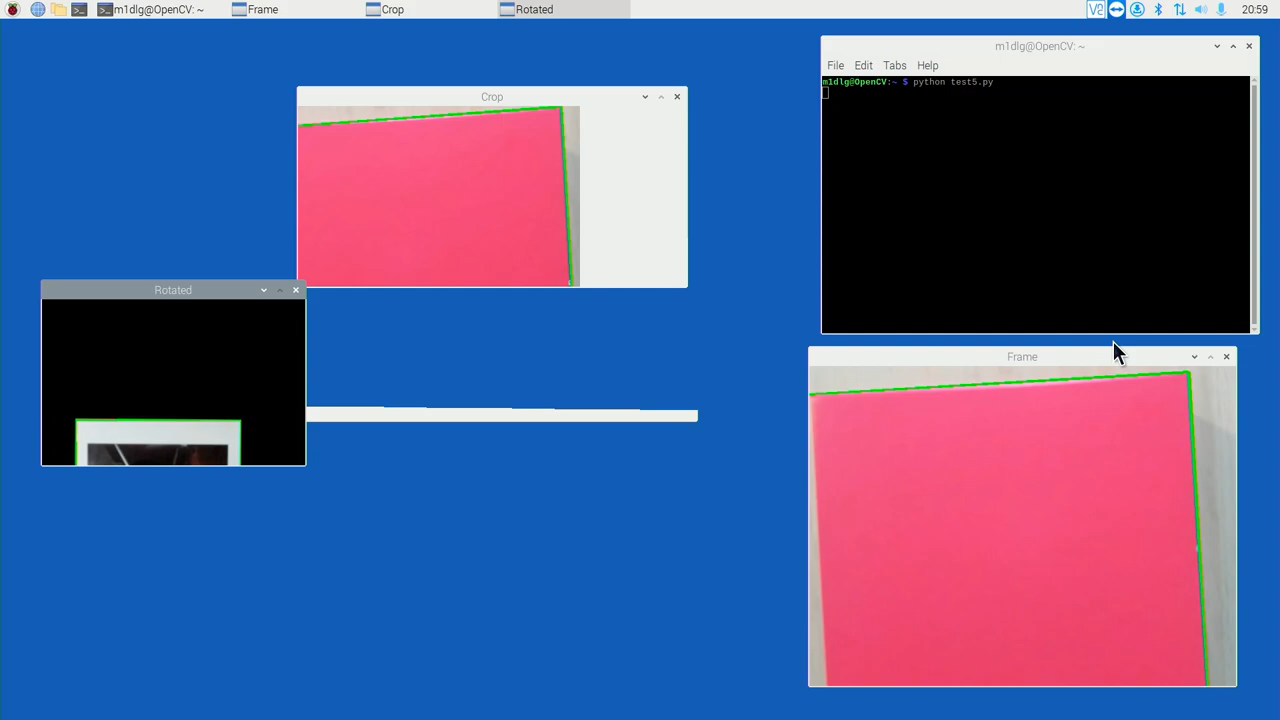 m1dlg@OpenCV: ~
Frame
Crop
Rotated
20:59
m1dlg@OpenCV: ~
File Edit Tabs Help
m1dlg@OpenCV:~ $ python test5.py
Crop
Rotated
Frame